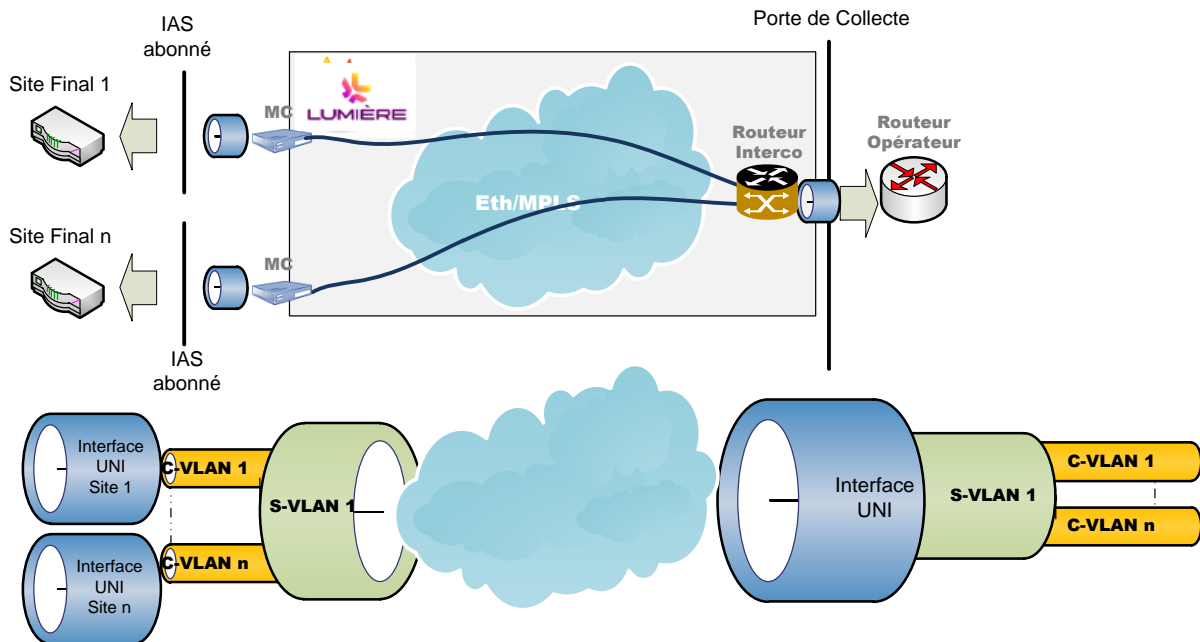 IAS
abonné
Porte de Collecte
Site Final 1
MC
LUMIÈRE
Routeur
Interco
Routeur
Opérateur
Eth/MPLS
Site Final n
MC
IAS
abonné
Interface
UNI
Site 1
C-VLAN 1
S-VLAN 1
C-VLAN n
Interface
UNI
Site n
Interface
UNI
S-VLAN 1
C-VLAN 1
C-VLAN n